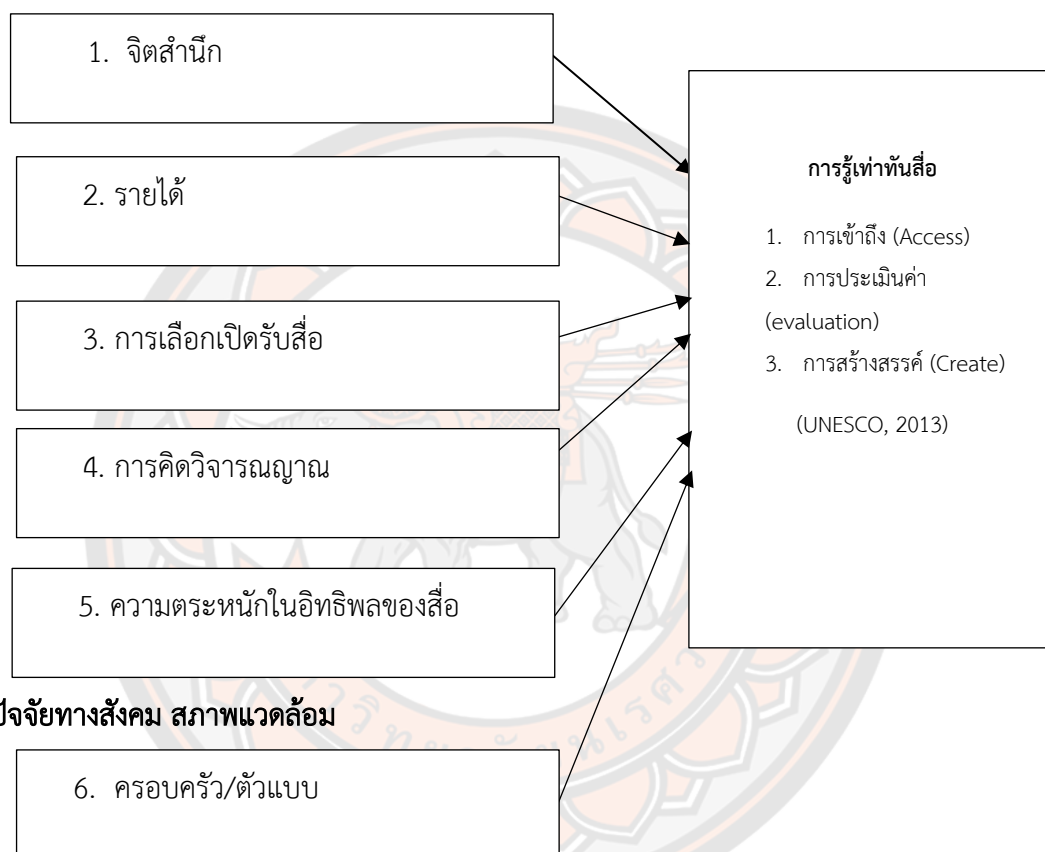 1. จิตสำนึก
2. รายได้
3. การเลือกเปิดรับสื่อ
4. การคิดวิจารณญาณ
5. ความตระหนักในอิทธิพลของสื่อ
ปัจจัยทางสังคม สภาพแวดล้อม
6. ครอบครัว/ตัวแบบ
การรู้เท่าทันสื่อ
1. การเข้าถึง (Access)
2. การประเมินค่า
(evaluation)
3. การสร้างสรรค์ (Create)
(UNESCO, 2013)